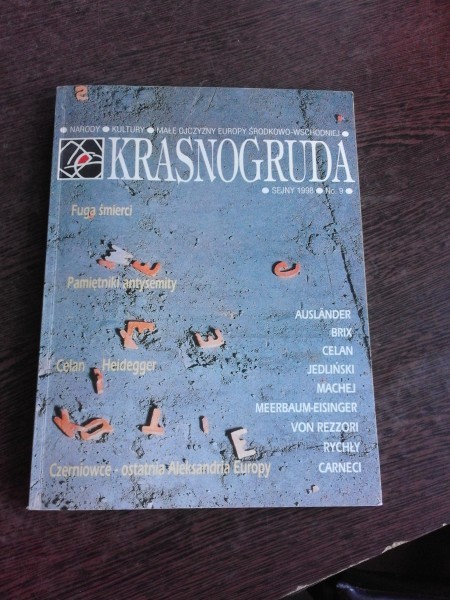 ● NARODY ● KULTURY ● MAŁE OJCZYZNY EUROPY ŚRODKOWO-WSCHODNIEJ ●
KRASNOGRUDA
● SEJNY 1998 ● No. 9 ●
Fuga śmierci
Pamiętniki antysemity
AUSLÄNDER
BRIX
CELAN
Celan Heidegger
JEDLIŃSKI
MACHEJ
MEERBAUM-EISINGER
VON REZZORI
RYCHŁY
Czerniowce - ostatnia Aleksandria Europy
CARNECI